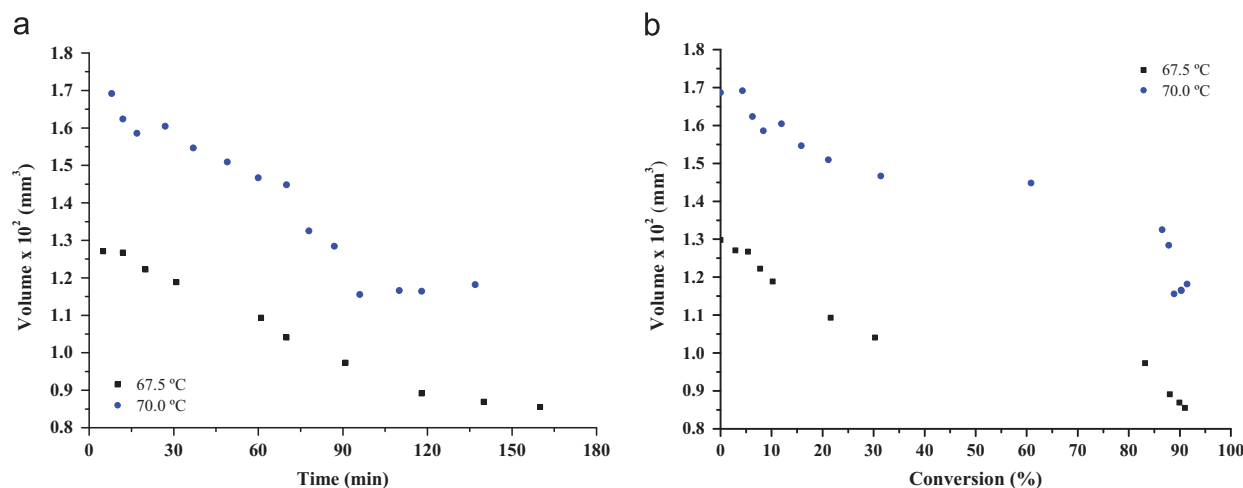 a
1.8
1.7
1.6
1.5
1.4
1.3
1.2
1.1
1.0
0.9
0.8
Volume x 10² (mm³)
67.5 ºC
70.0 ºC
0 30 60 90 120 150 180
Time (min)
b
1.8
1.7
1.6
1.5
1.4
1.3
1.2
1.1
1.0
0.9
0.8
Volume x 10² (mm³)
67.5 ºC
70.0 ºC
0 10 20 30 40 50 60 70 80 90 100
Conversion (%)